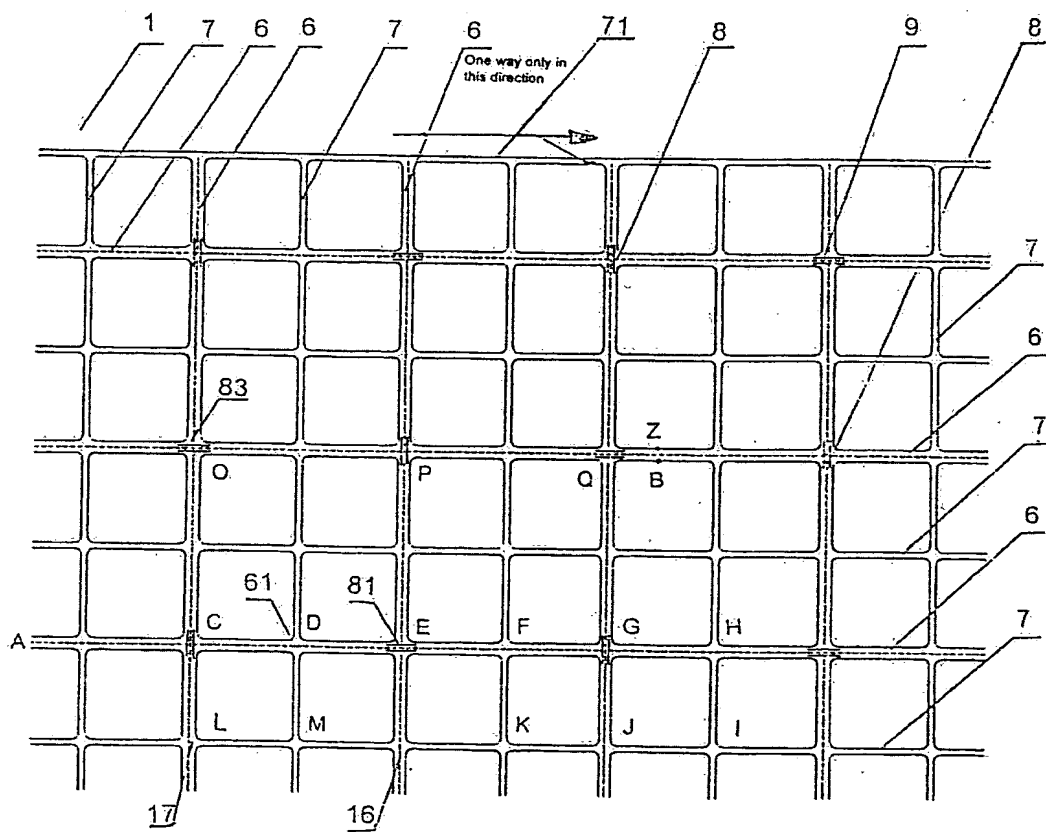 1 7 6 6 7 6 71 8 9 8
One way only in
this direction
7
6
83
Z
O P Q B
7
6
61 81
C D E F G H
A
7
L M K J I
17 16